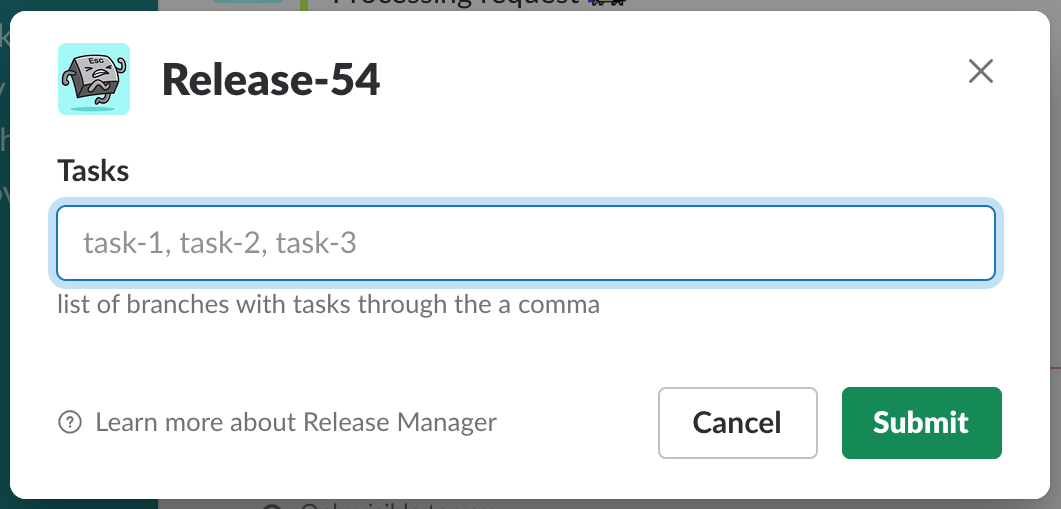 Processing request
Esc
Release-54
Tasks
task-1, task-2, task-3
list of branches with tasks through the a comma
Learn more about Release Manager
Cancel
Submit